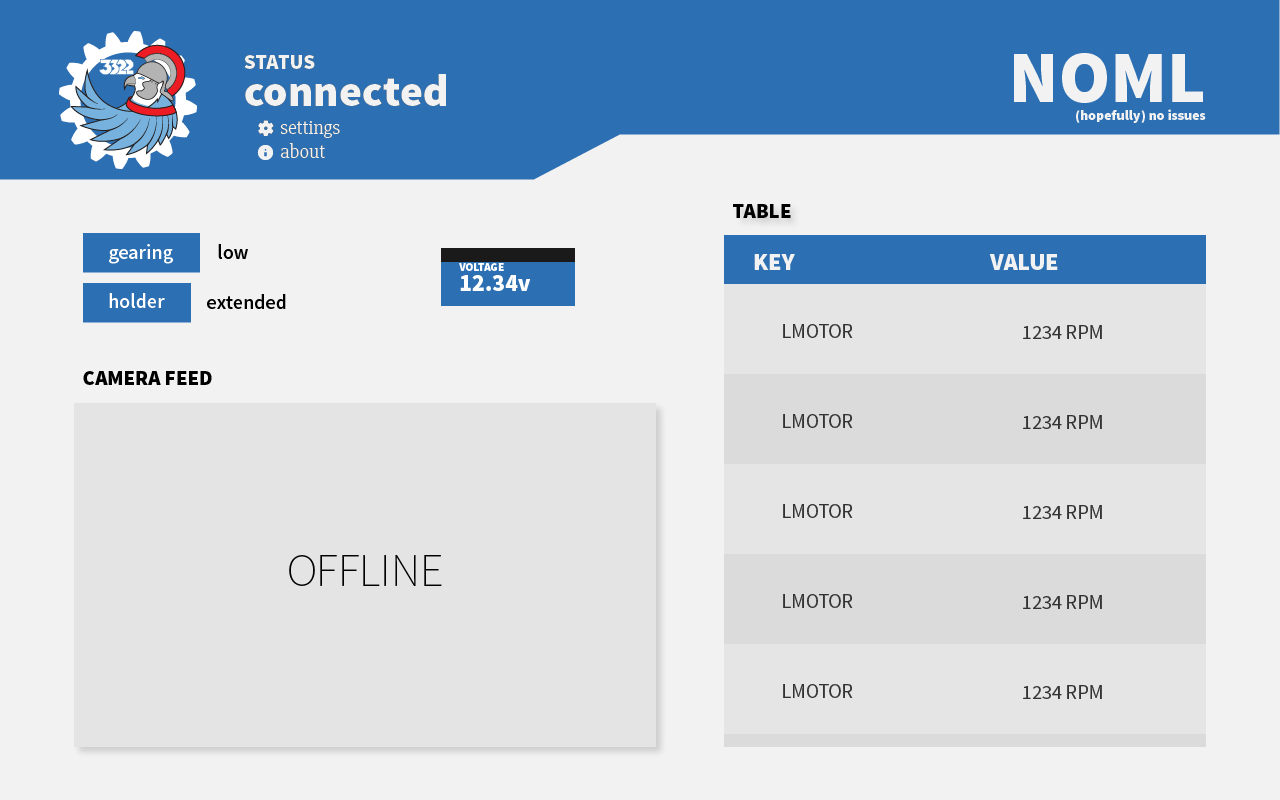 3322
STATUS
connected
settings
about
NOML
(hopefully) no issues
gearing low
holder extended
VOLTAGE
12.34v
CAMERA FEED
OFFLINE
TABLE
KEY VALUE
LMOTOR 1234 RPM
LMOTOR 1234 RPM
LMOTOR 1234 RPM
LMOTOR 1234 RPM
LMOTOR 1234 RPM